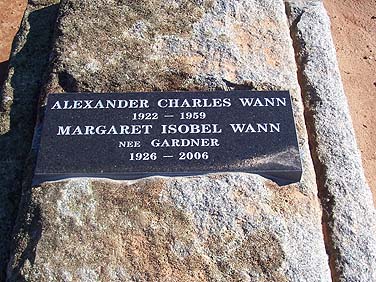 ALEXANDER CHARLES WANN
1922 – 1959
MARGARET ISOBEL WANN
NEE GARDNER
1926 – 2006